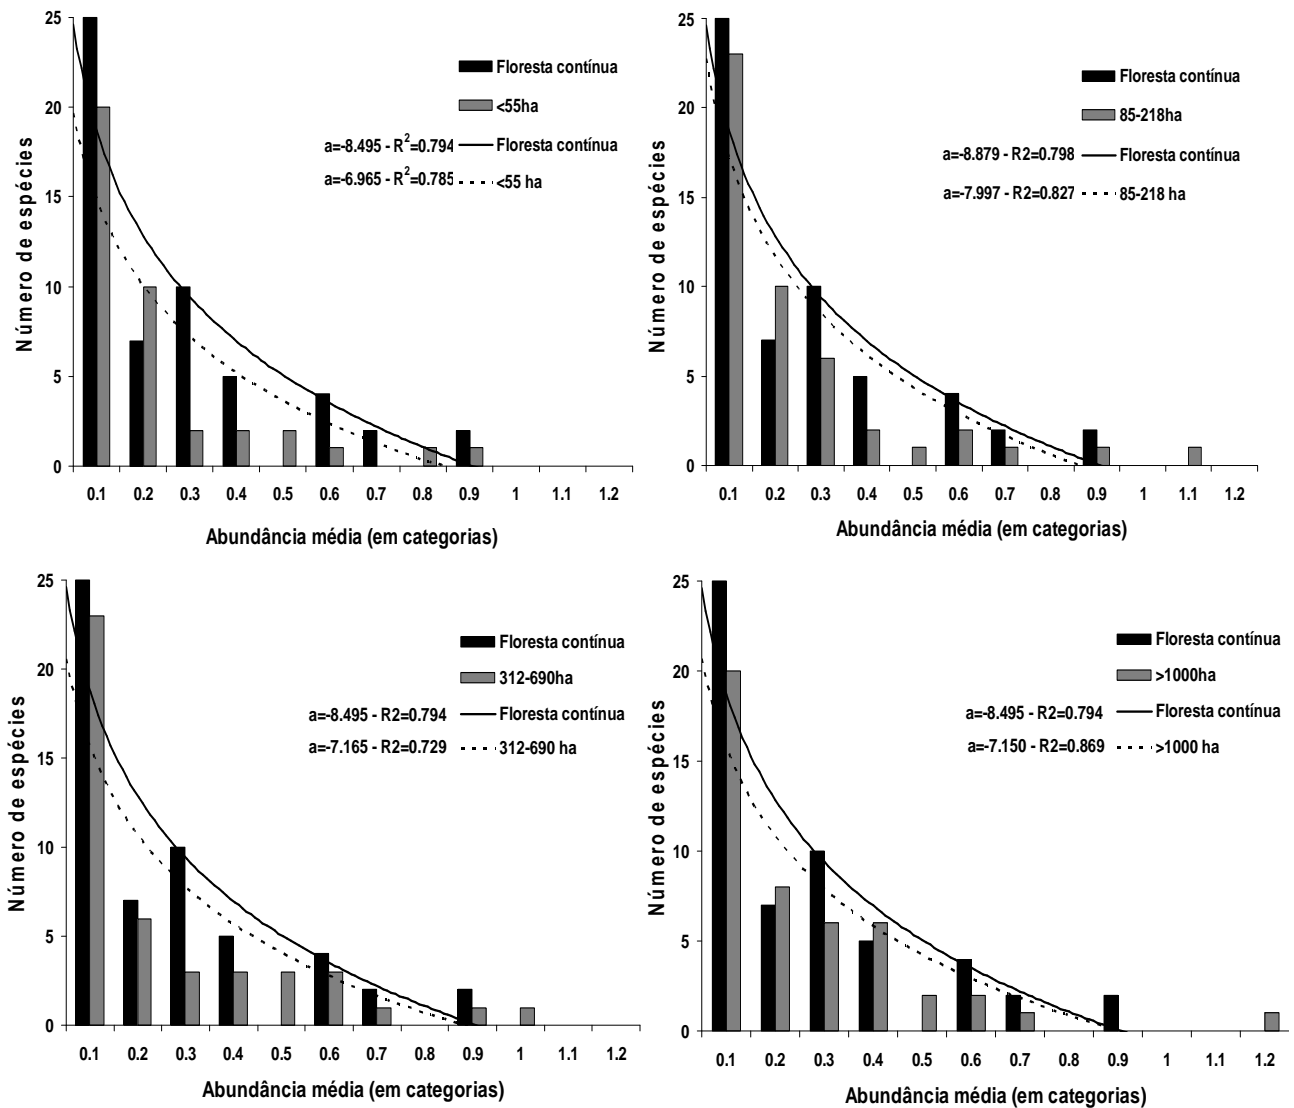 25
20
15
10
5
0
Número de espécies
Floresta contínua
<55ha
a=-8.495 - R²=0.794 Floresta contínua
a=-6.965 - R²=0.785 <55 ha
0.1 0.2 0.3 0.4 0.5 0.6 0.7 0.8 0.9 1 1.1 1.2
Abundância média (em categorias)
25
20
15
10
5
0
Número de espécies
Floresta contínua
85-218ha
a=-8.879 - R2=0.798 Floresta contínua
a=-7.997 - R2=0.827 85-218 ha
0.1 0.2 0.3 0.4 0.5 0.6 0.7 0.8 0.9 1 1.1 1.2
Abundância média (em categorias)
25
20
15
10
5
0
Número de espécies
Floresta contínua
312-690ha
a=-8.495 - R2=0.794 Floresta contínua
a=-7.165 - R2=0.729 312-690 ha
0.1 0.2 0.3 0.4 0.5 0.6 0.7 0.8 0.9 1 1.1 1.2
Abundância média (em categorias)
25
20
15
10
5
0
Número de espécies
Floresta contínua
>1000ha
a=-8.495 - R2=0.794 Floresta contínua
a=-7.150 - R2=0.869 >1000 ha
0.1 0.2 0.3 0.4 0.5 0.6 0.7 0.8 0.9 1 1.1 1.2
Abundância média (em categorias)